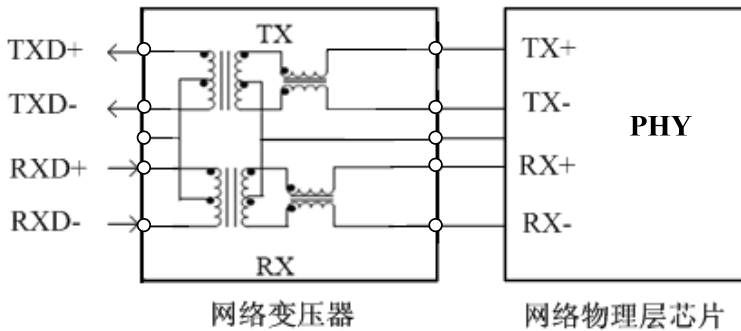 TXD+
TXD-
RXD+
RXD-
TX
RX
TX+
TX-
PHY
RX+
RX-
网络变压器
网络物理层芯片